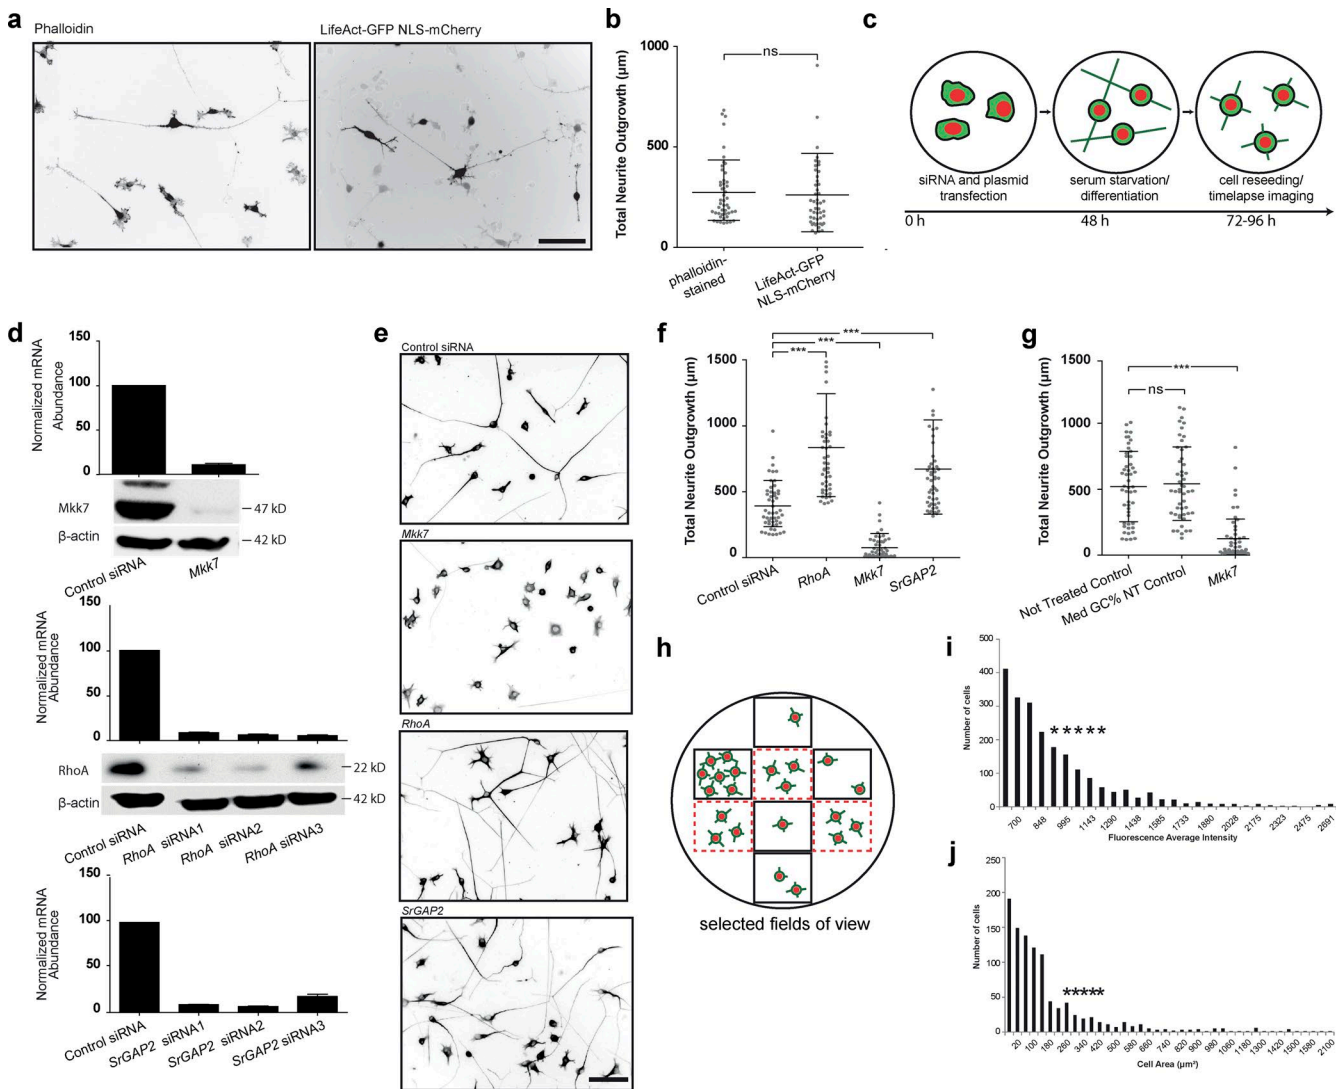 a
Phalloidin
LifeAct-GFP NLS-mCherry
b
Total Neurite Outgrowth (µm)
1000
500
0
ns
phalloidin-
stained
LifeAct-GFP
NLS-mCherry
c
siRNA and plasmid
transfection
serum starvation/
differentiation
cell reseeding/
timelapse imaging
0 h
48 h
72-96 h
d
Normalized mRNA
Abundance
150
100
50
0
Mkk7
47 kD
β-actin
42 kD
Control siRNA
Mkk7
Normalized mRNA
Abundance
150
100
50
0
RhoA
22 kD
β-actin
42 kD
Control siRNA
RhoA siRNA1
RhoA siRNA2
RhoA siRNA3
Normalized mRNA
Abundance
150
100
50
0
Control siRNA
SrGAP2 siRNA1
SrGAP2 siRNA2
SrGAP2 siRNA3
e
Control siRNA
Mkk7
RhoA
SrGAP2
f
Total Neurite Outgrowth (µm)
1500
1000
500
0
***
***
***
Control siRNA
RhoA
Mkk7
SrGAP2
g
Total Neurite Outgrowth (µm)
1500
1000
500
0
***
ns
Not Treated Control
Med GC% NT Control
Mkk7
h
selected fields of view
i
Number of cells
500
400
300
200
100
0
*****
700
848
995
1143
1290
1438
1585
1733
1880
2028
2175
2323
2475
2691
Fluorescence Average Intensity
j
Number of cells
250
200
150
100
50
0
*****
20
100
180
260
340
420
500
580
660
740
820
900
980
1060
1180
1300
1420
1500
1580
2100
Cell Area (µm²)